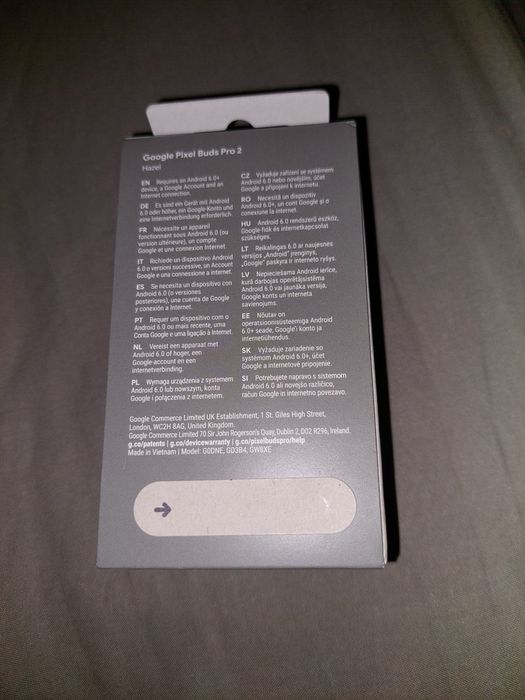 Google Pixel Buds Pro 2
Hazel
EN Requires an Android 6.0+
device, a Google Account and an
Internet connection.
DE Es sind ein Gerät mit Android
6.0 oder höher, ein Google-Konto und
eine Internetverbindung erforderlich.
FR Nécessite un appareil
fonctionnant sous Android 6.0 (ou
version ultérieure), un compte
Google et une connexion Internet.
IT Richiede un dispositivo Android
6.0 o versioni successive, un Account
Google e una connessione a internet.
ES Se necesita un dispositivo con
Android 6.0 (o versiones
posteriores), una cuenta de Google
y conexión a Internet.
PT Requer um dispositivo com o
Android 6.0 ou mais recente, uma
Conta Google e uma ligação à Internet.
NL Vereist een apparaat met
Android 6.0 of hoger, een
Google-account en een
internetverbinding.
PL Wymaga urządzenia z systemem
Android 6.0 lub nowszym, konta
Google i połączenia z internetem.
CZ Vyžaduje zařízení se systémem
Android 6.0 nebo novějším, účet
Google a připojení k internetu.
RO Necesită un dispozitiv
Android 6.0+, un cont Google și o
conexiune la internet.
HU Android 6.0 rendszerű eszköz,
Google-fiók és internetkapcsolat
szükséges.
LT Reikalingas 6.0 ar naujesnės
versijos „Android" įrenginys,
„Google" paskyra ir interneto ryšys.
LV Nepieciešama Android ierīce,
kurā darbojas operētājsistēma
Android 6.0 vai jaunāka versija,
Google konts un interneta
savienojums.
EE Nõutav on
operatsioonisüsteemiga Android
6.0+ seade, Google'i konto ja
internetiühendus.
SK Vyžaduje zariadenie so
systémom Android 6.0+, účet
Google a internetové pripojenie.
SI Potrebujete napravo s sistemom
Android 6.0 ali novejšo različico,
račun Google in internetno povezavo.
Google Commerce Limited UK Establishment, 1 St. Giles High Street,
London, WC2H 8AG, United Kingdom.
Google Commerce Limited 70 Sir John Rogerson's Quay, Dublin 2, D02 R296, Ireland.
g.co/patents | g.co/devicewarranty | g.co/pixelbudspro/help
Made in Vietnam | Model: G0DNE, GD3B4, GW8XE